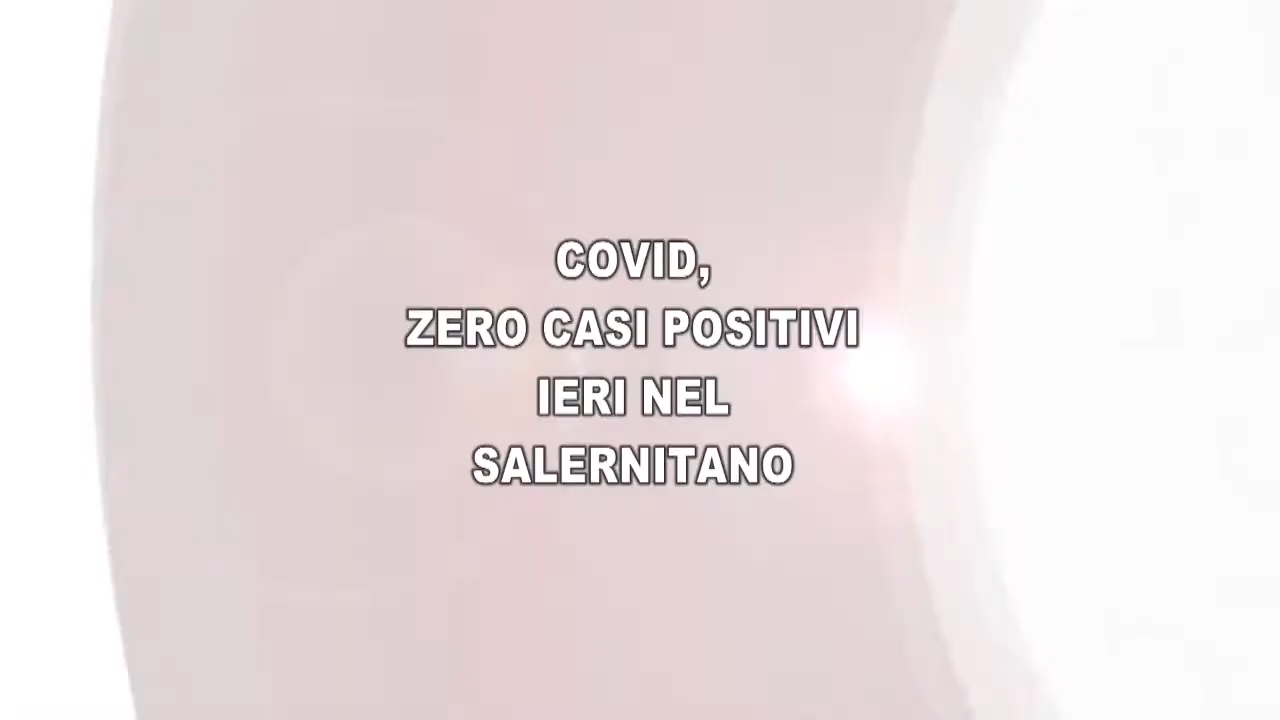 COVID,
ZERO CASI POSITIVI
IERI NEL
SALERNITANO